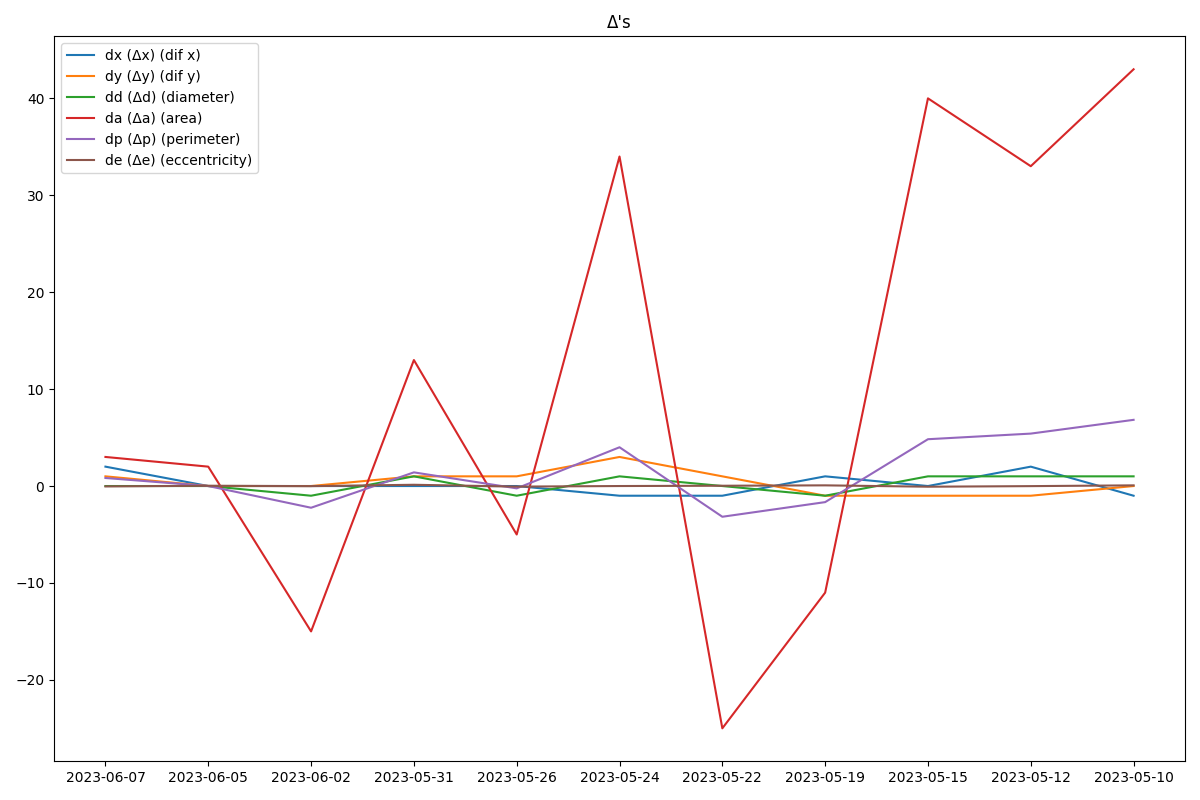 Δ's
dx (Δx) (dif x)
dy (Δy) (dif y)
dd (Δd) (diameter)
da (Δa) (area)
dp (Δp) (perimeter)
de (Δe) (eccentricity)
40
30
20
10
0
−10
−20
2023-06-07 2023-06-05 2023-06-02 2023-05-31 2023-05-26 2023-05-24 2023-05-22 2023-05-19 2023-05-15 2023-05-12 2023-05-10